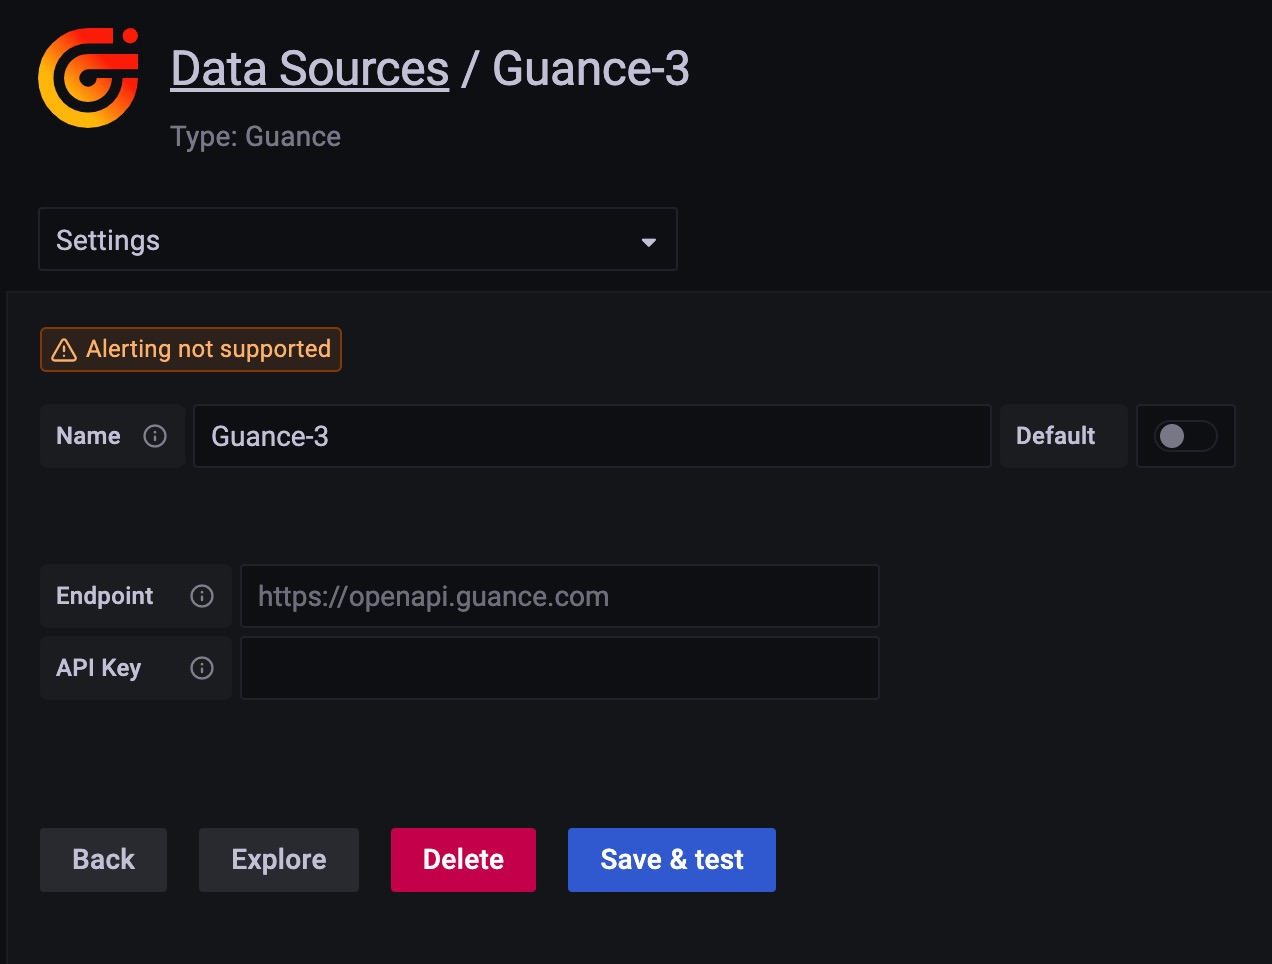 Data Sources / Guance-3
Type: Guance
Settings
Alerting not supported
Name
Guance-3
Default
Endpoint
https://openapi.guance.com
API Key
Back
Explore
Delete
Save & test